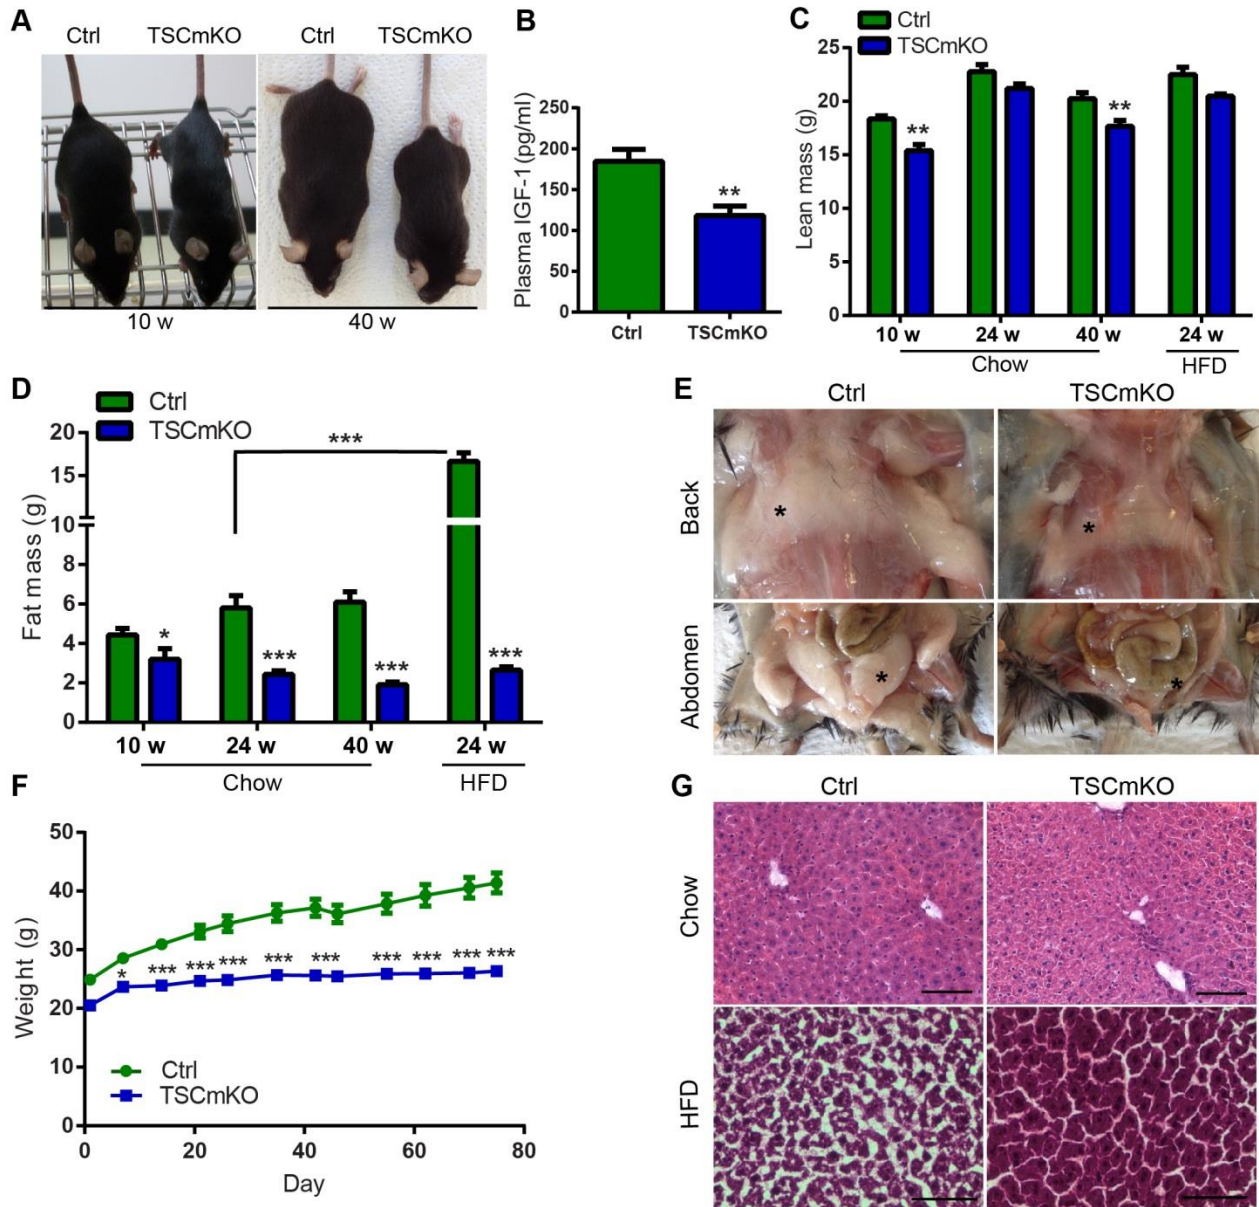 A
Ctrl TSCmKO Ctrl TSCmKO
10 w 40 w
B
Plasma IGF-1(pg/ml)
250
200
150
100
50
0
Ctrl TSCmKO
**
C
Ctrl
TSCmKO
Lean mass (g)
25
20
15
10
5
0
** **
10 w 24 w 40 w 24 w
Chow HFD
D
Ctrl
TSCmKO
Fat mass (g)
20
15
10
10
8
6
4
2
0
***
* *** *** ***
10 w 24 w 40 w 24 w
Chow HFD
E
Ctrl TSCmKO
Back
* *
Abdomen
* *
F
Weight (g)
50
40
30
20
10
0
* *** *** *** *** *** *** *** *** ***
Ctrl
TSCmKO
0 20 40 60 80
Day
G
Ctrl TSCmKO
Chow
HFD